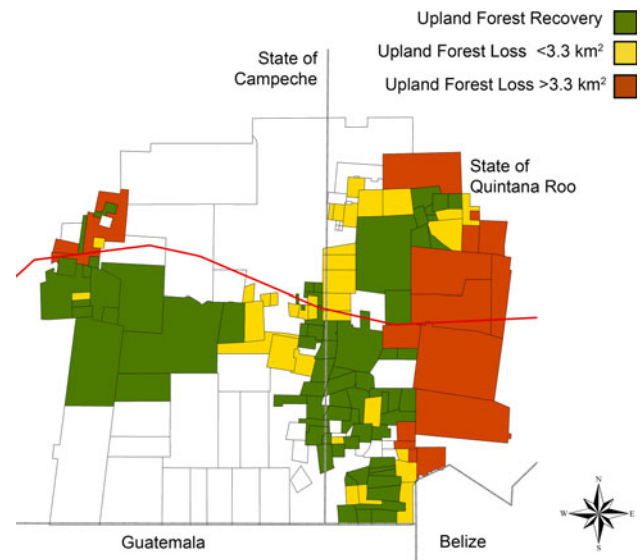 Upland Forest Recovery
Upland Forest Loss <3.3 km²
Upland Forest Loss >3.3 km²
State of
Campeche
State of
Quintana Roo
Guatemala
Belize
N
W
E
S